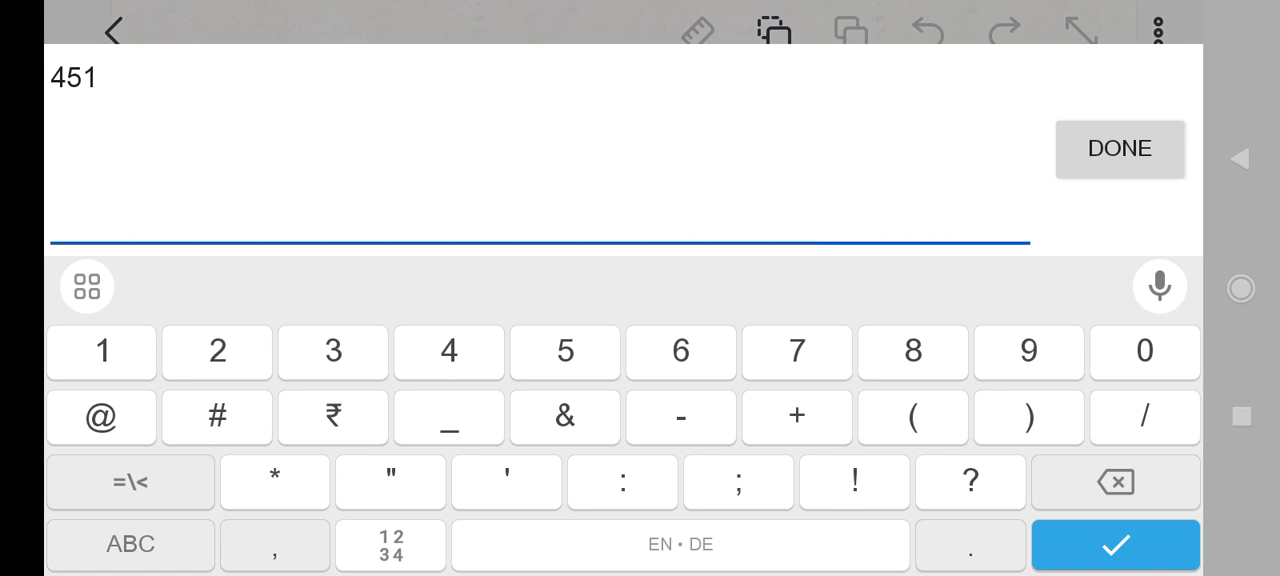 451
DONE
1 2 3 4 5 6 7 8 9 0
@ # ₹ _ & - + ( ) /
=\< * " ' : ; ! ?
ABC , 12 34 EN • DE .